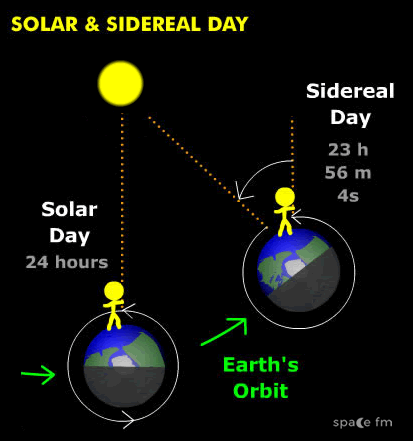 SOLAR & SIDEREAL DAY
Sidereal
Day
23 h
56 m
4s
Solar
Day
24 hours
Earth's
Orbit
space fm